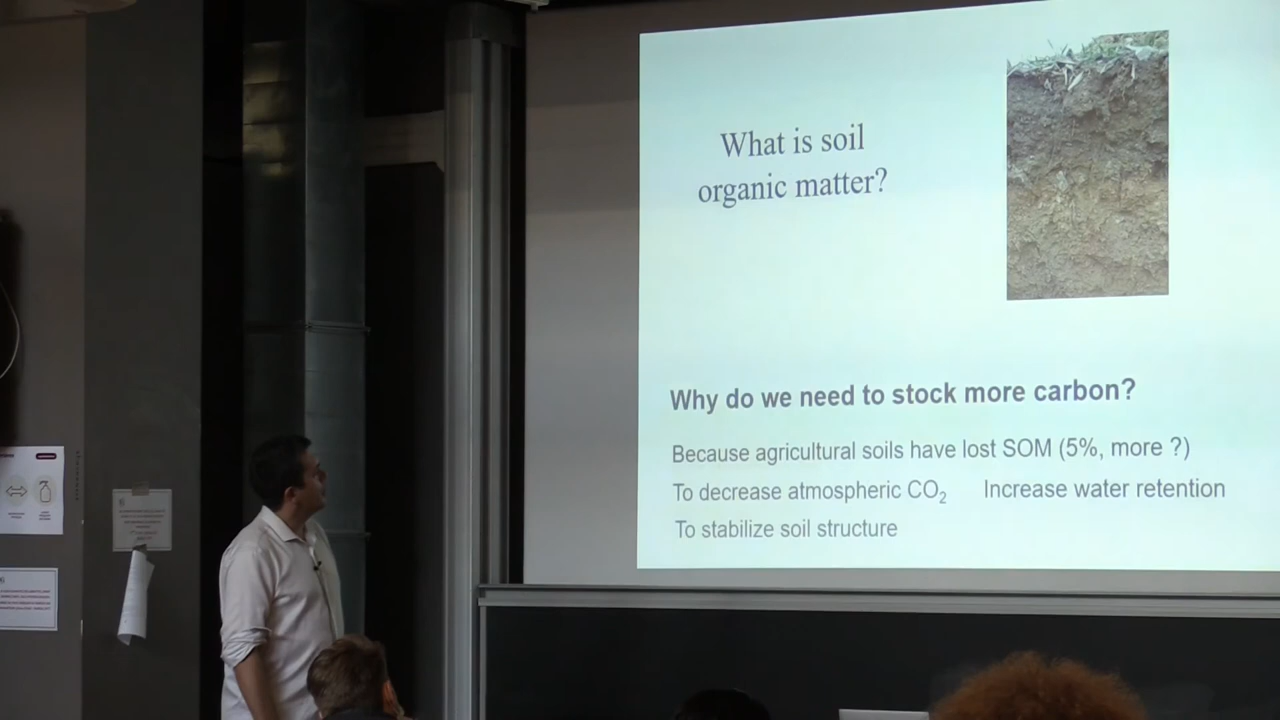 What is soil
organic matter?
Why do we need to stock more carbon?
Because agricultural soils have lost SOM (5%, more ?)
To decrease atmospheric CO₂ Increase water retention
To stabilize soil structure